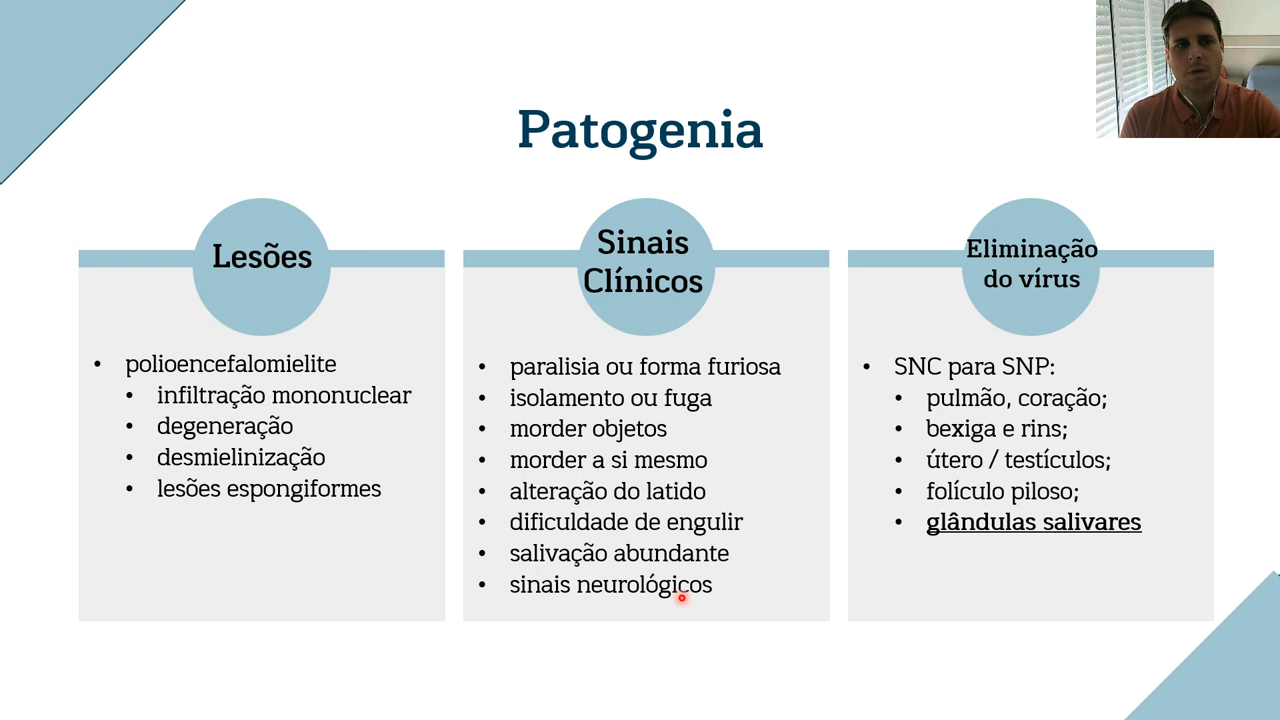 Patogenia
Lesões
• polioencefalomielite
• infiltração mononuclear
• degeneração
• desmielinização
• lesões espongiformes
Sinais
Clínicos
• paralisia ou forma furiosa
• isolamento ou fuga
• morder objetos
• morder a si mesmo
• alteração do latido
• dificuldade de engulir
• salivação abundante
• sinais neurológicos
Eliminação
do vírus
• SNC para SNP:
• pulmão, coração;
• bexiga e rins;
• útero / testículos;
• folículo piloso;
• glândulas salivares